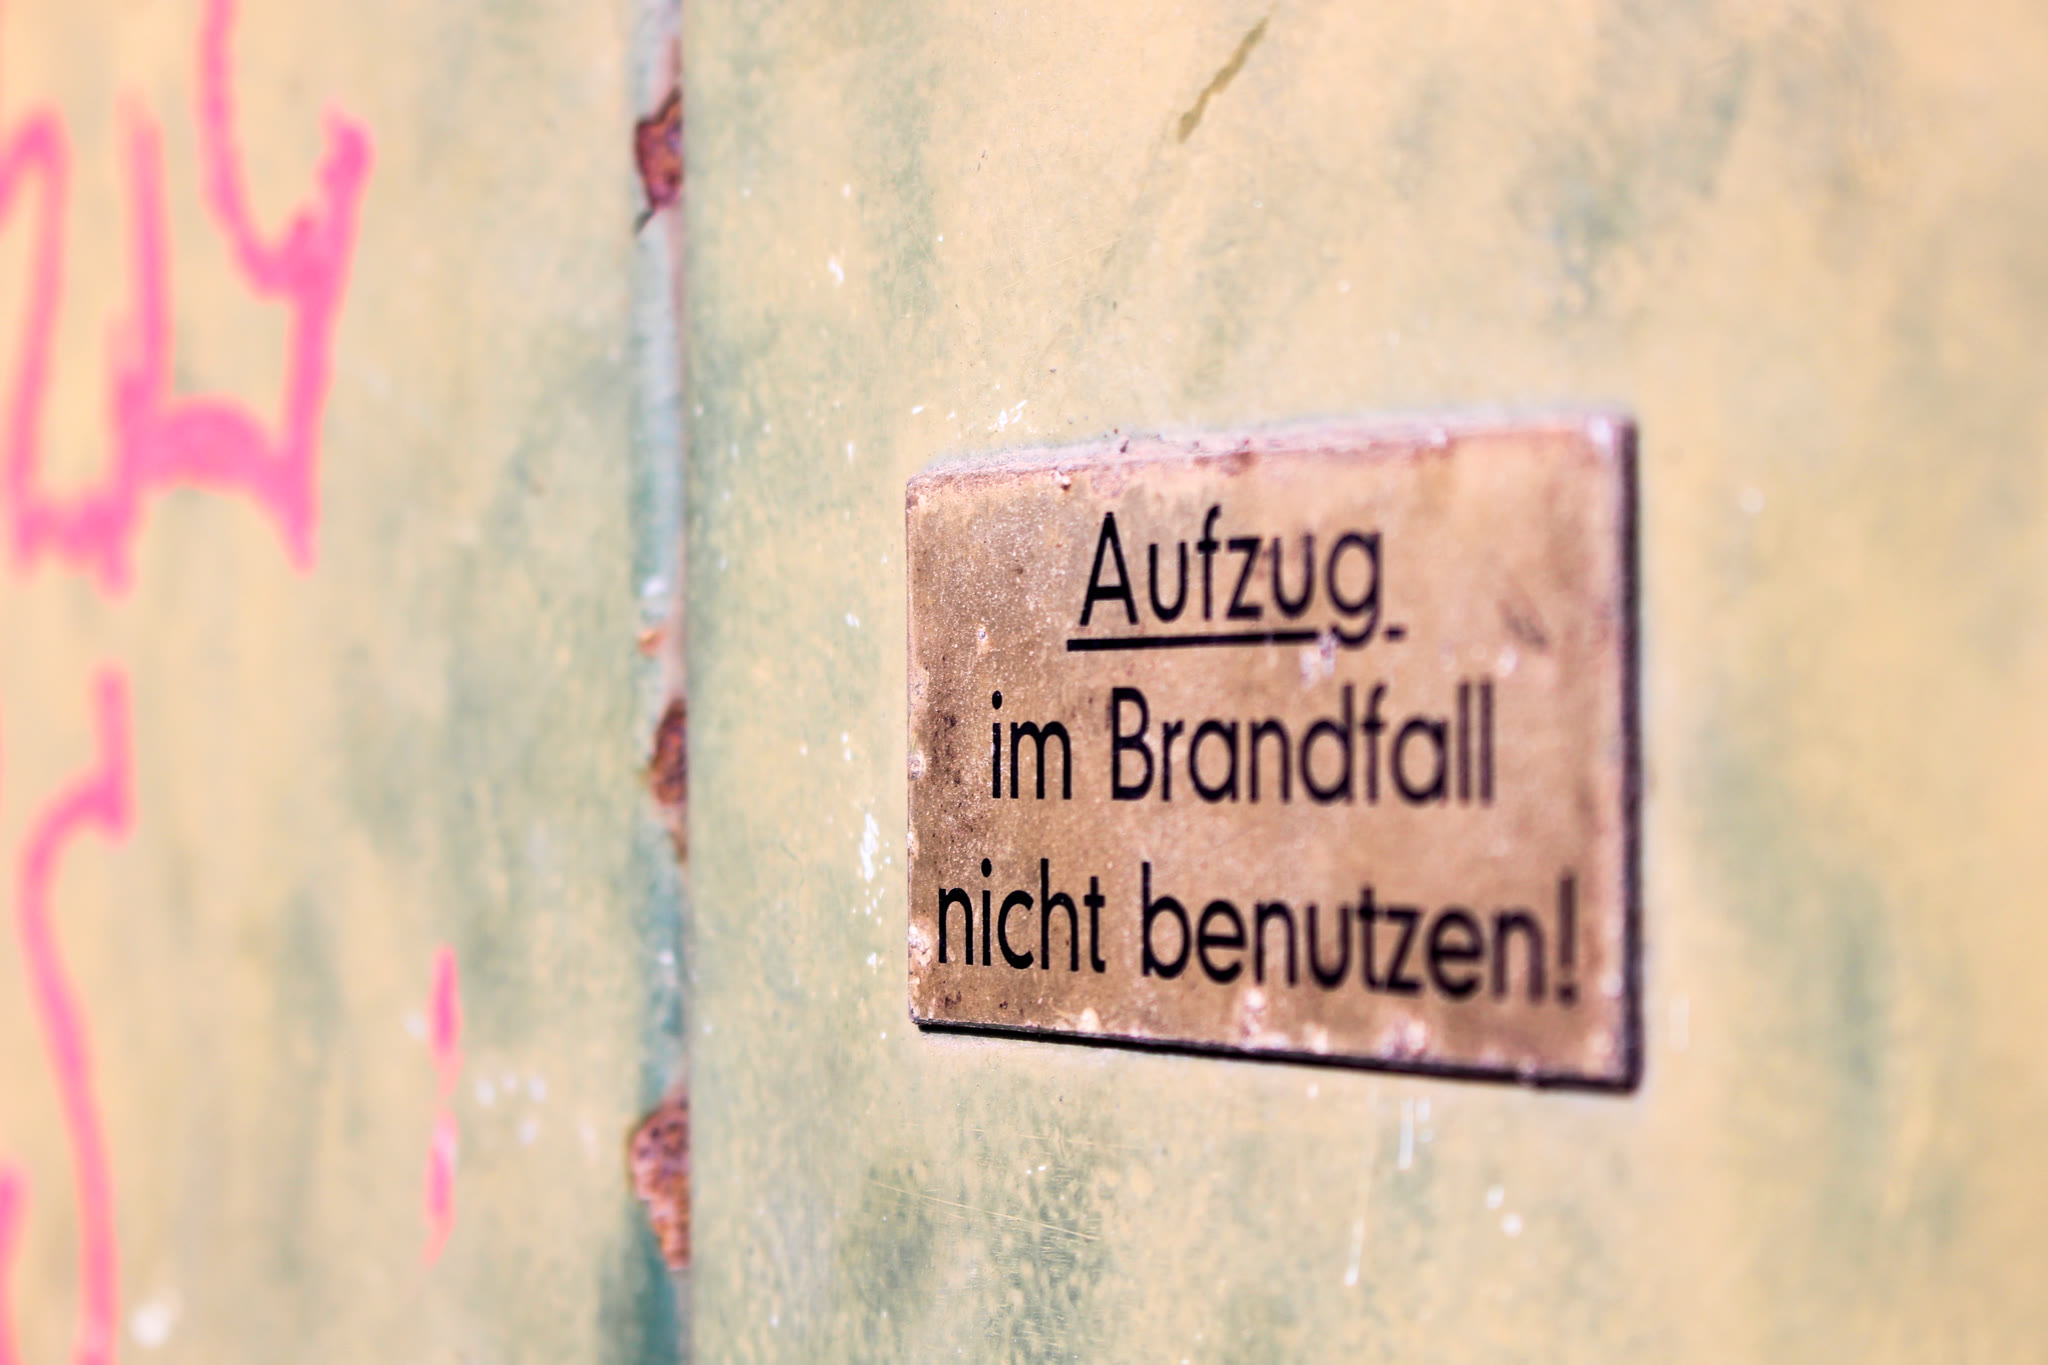 Aufzug
im Brandfall
nicht benutzen!